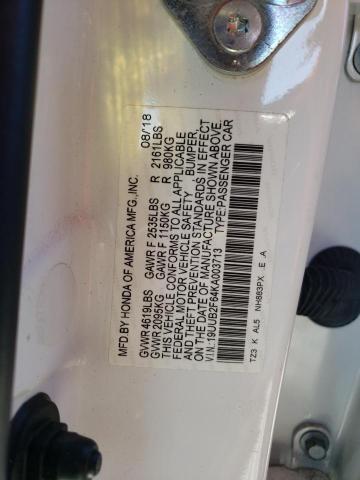 MFD BY HONDA OF AMERICA MFG.,INC. 08/18
GVWR 4619LBS GAWR F 2535LBS R 2161LBS
GVWR 2095KG GAWR F 1150KG R 980KG
THIS VEHICLE CONFORMS TO ALL APPLICABLE
FEDERAL MOTOR VEHICLE SAFETY, BUMPER,
AND THEFT PREVENTION STANDARDS IN EFFECT
ON THE DATE OF MANUFACTURE SHOWN ABOVE.
V.I.N. 19UUB2F64KA003713 TYPE:PASSENGER CAR
TZ3 K AL5 NH883PX E A